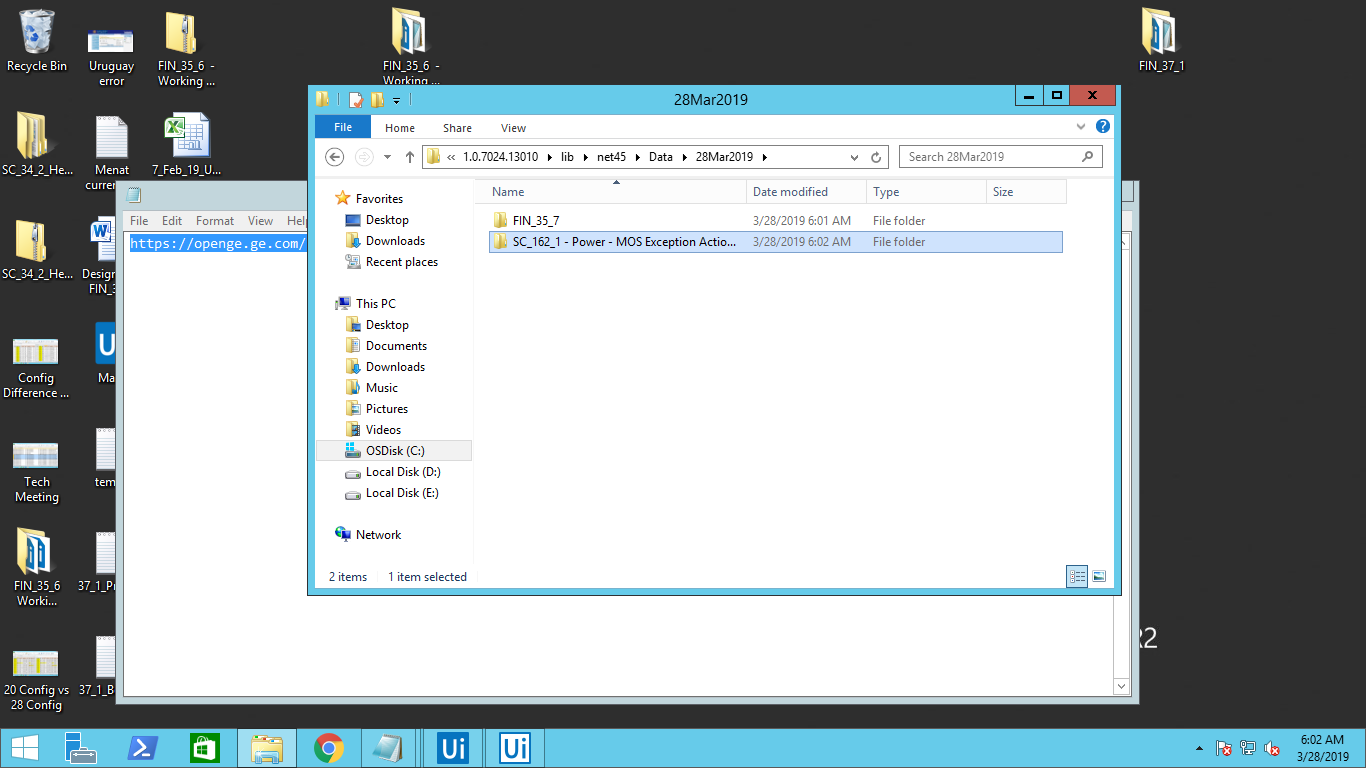 Recycle Bin
Uruguay
error
FIN_35_6 -
Working ...
FIN_35_6 -
Working ...
FIN_37_1
SC_34_2_He...
Menat
curren
7_Feb_19_U...
SC_34_2_He...
Design
FIN_3
Config
Difference ...
Ma
Tech
Meeting
tem
FIN_35_6
Worki...
37_1_Pr
20 Config vs
28 Config
37_1_B
File Edit Format View Help
https://openge.ge.com/
28Mar2019
File Home Share View
« 1.0.7024.13010 lib net45 Data 28Mar2019
Search 28Mar2019
Name Date modified Type Size
FIN_35_7 3/28/2019 6:01 AM File folder
SC_162_1 - Power - MOS Exception Actio... 3/28/2019 6:02 AM File folder
Favorites
Desktop
Downloads
Recent places
This PC
Desktop
Documents
Downloads
Music
Pictures
Videos
OSDisk (C:)
Local Disk (D:)
Local Disk (E:)
Network
2 items 1 item selected
R2
Ui
Ui
Ui
6:02 AM
3/28/2019